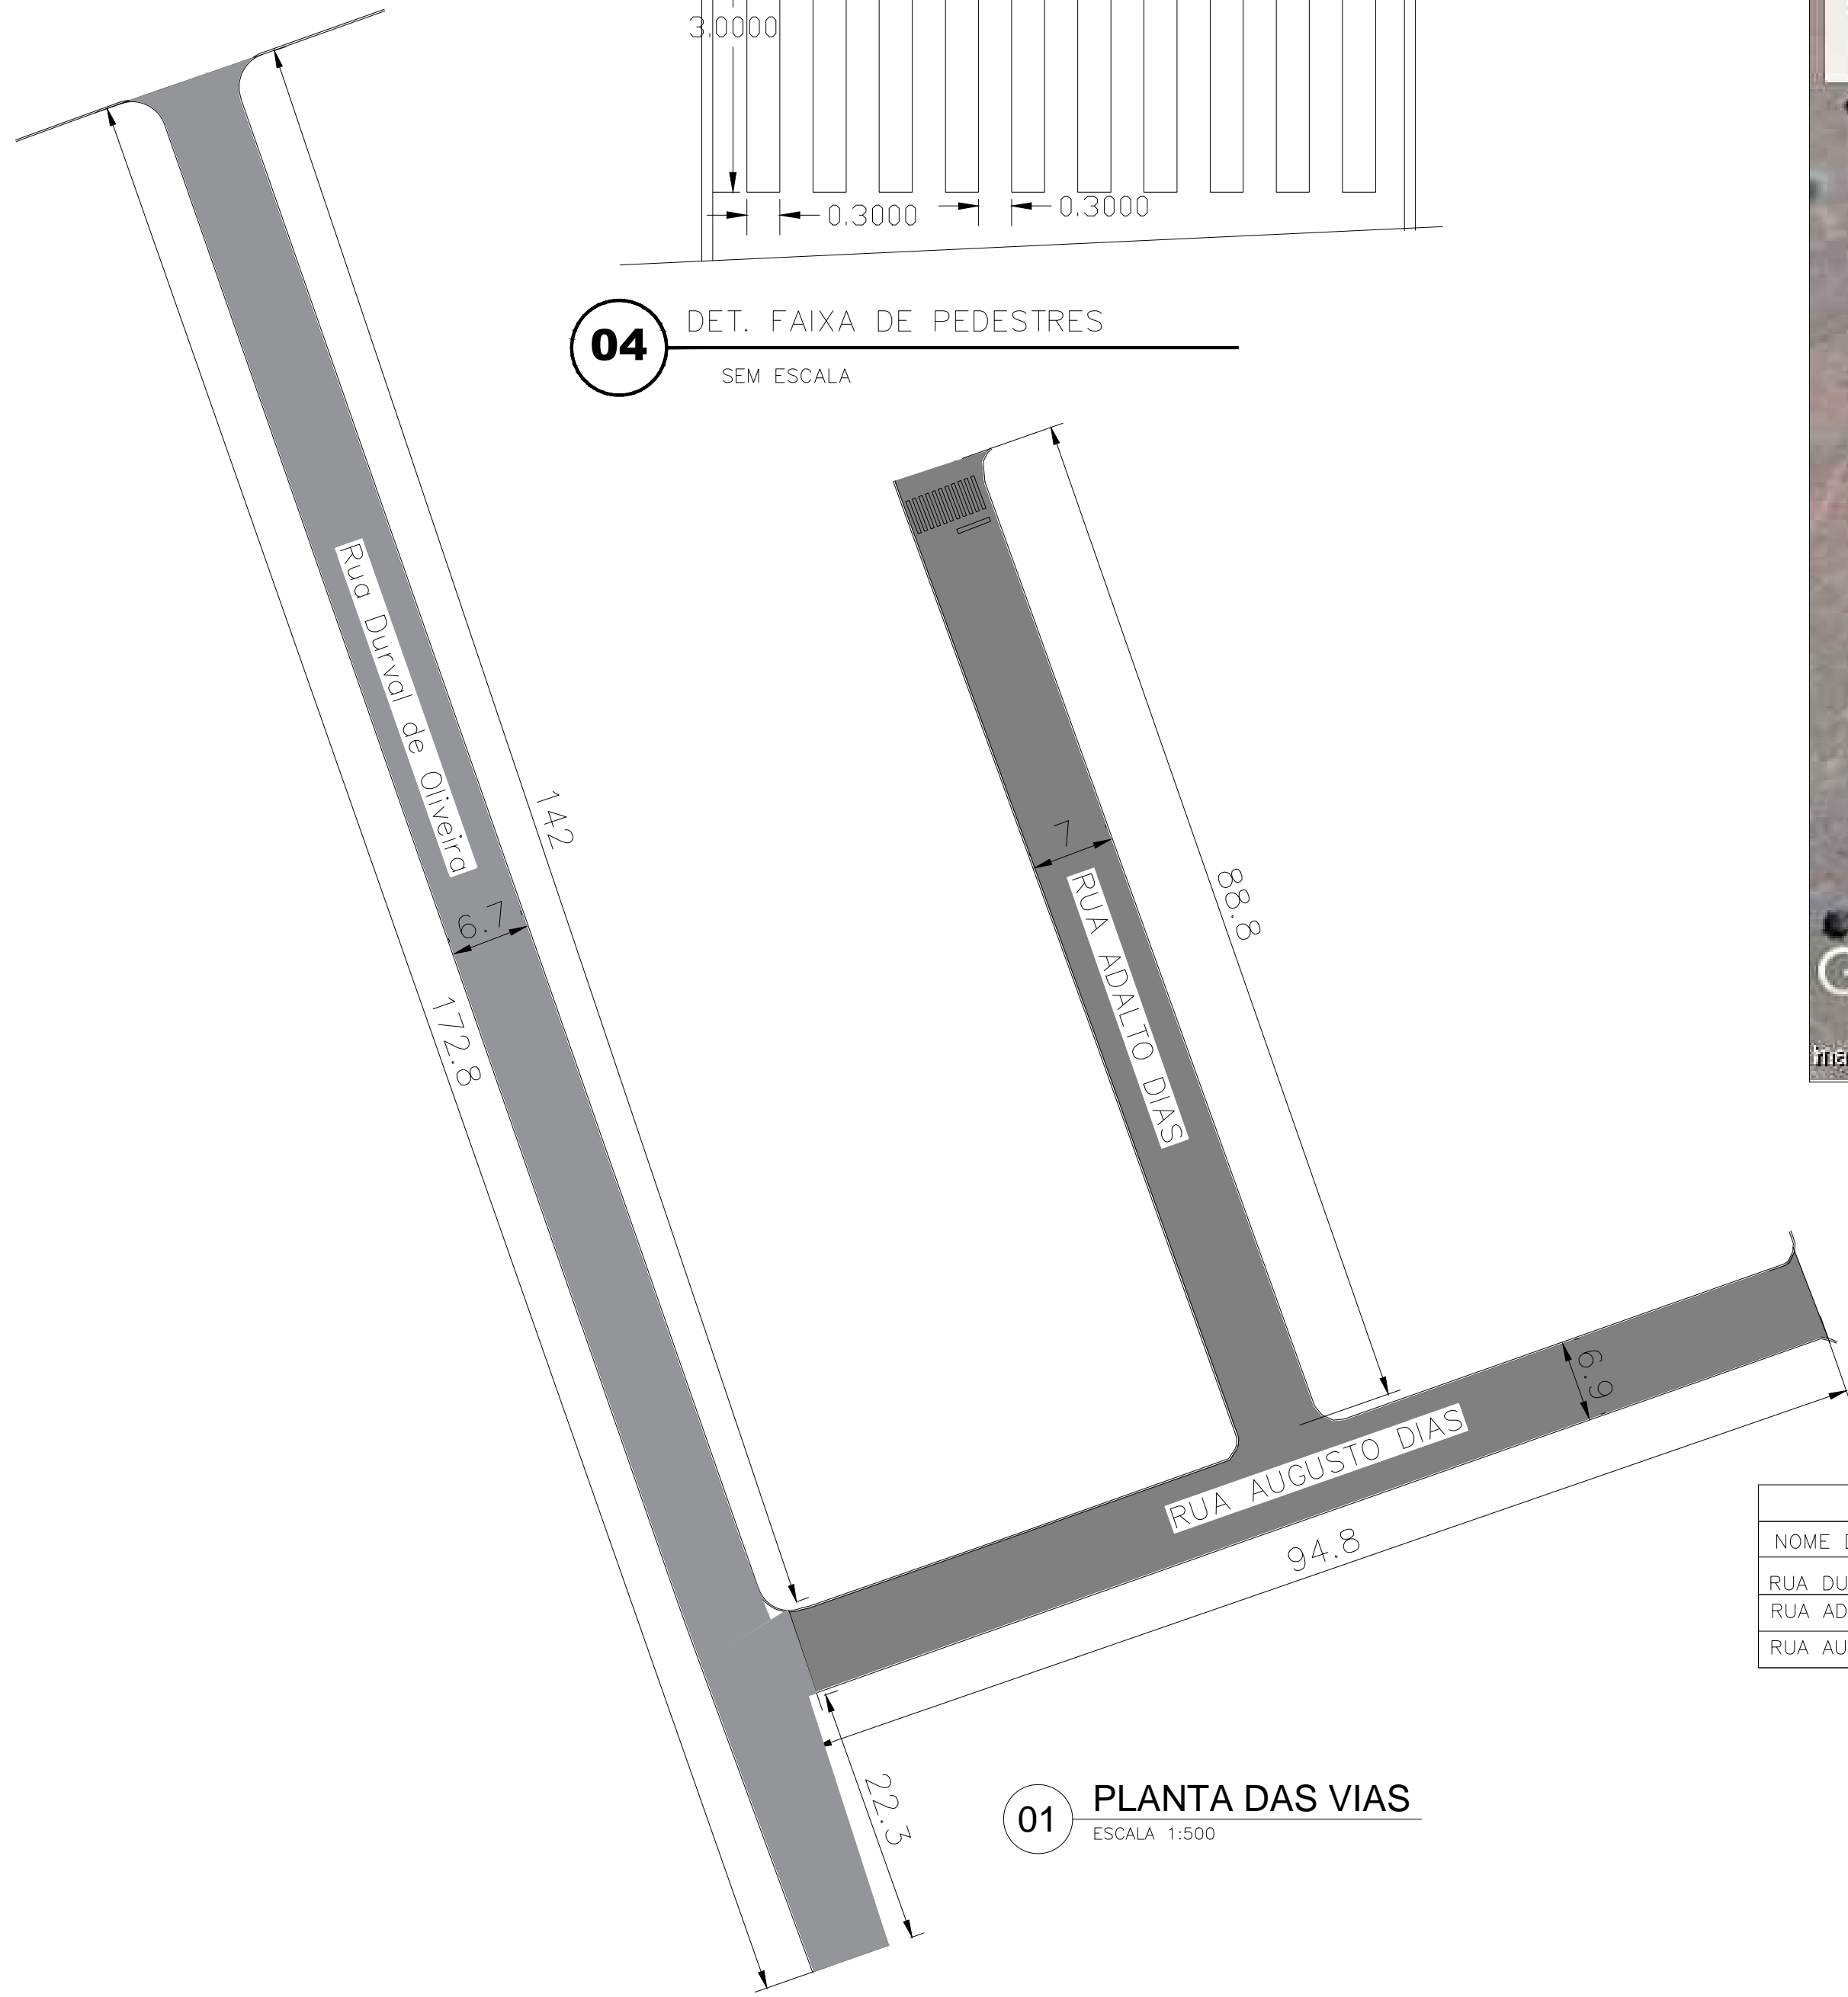 3.0000
0.3000
0.3000
04
DET. FAIXA DE PEDESTRES
SEM ESCALA
Rua Durval de Oliveira
142
6.7
172.8
7
88.8
RUA ADALTO DIAS
6.9
RUA AUGUSTO DIAS
94.8
22.3
01
PLANTA DAS VIAS
ESCALA 1:500
NOME
RUA DU
RUA AD
RUA AU